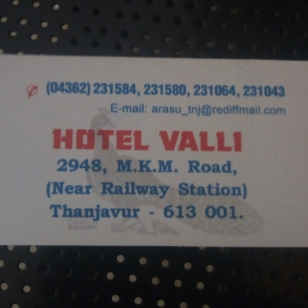 (04362) 231584, 231580, 231064, 231043
E-mail: arasu_tnj@rediffmail.com
HOTEL VALLI
2948, M.K.M. Road,
(Near Railway Station)
Thanjavur - 613 001.